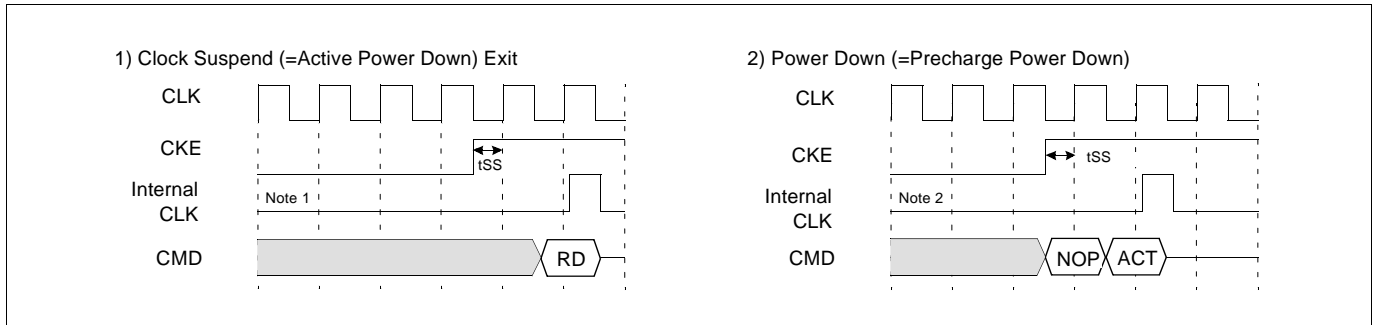 1) Clock Suspend (=Active Power Down) Exit
CLK
CKE
tSS
Internal
CLK
Note 1
CMD
RD
2) Power Down (=Precharge Power Down)
CLK
CKE
tSS
Internal
CLK
Note 2
CMD
NOP
ACT